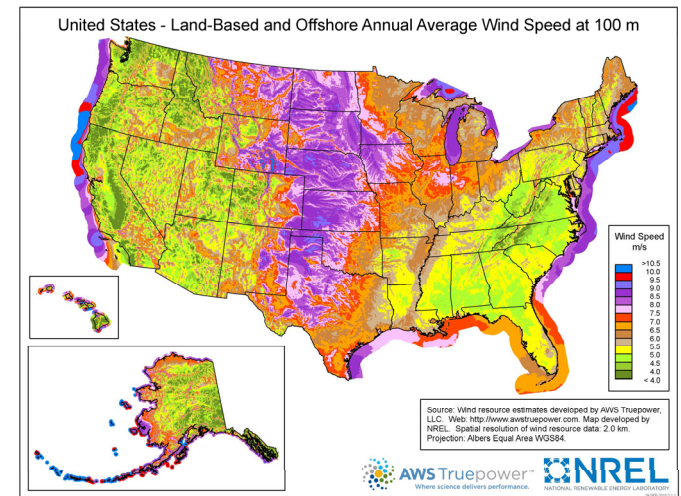 United States - Land-Based and Offshore Annual Average Wind Speed at 100 m
Wind Speed
m/s
>10.5
10.0
9.5
9.0
8.5
8.0
7.5
7.0
6.5
6.0
5.5
5.0
4.5
4.0
< 4.0
Source: Wind resource estimates developed by AWS Truepower,
LLC. Web: http://www.awstruepower.com. Map developed by
NREL. Spatial resolution of wind resource data: 2.0 km.
Projection: Albers Equal Area WGS84.
AWS Truepower™
Where science delivers performance.
NREL
NATIONAL RENEWABLE ENERGY LABORATORY